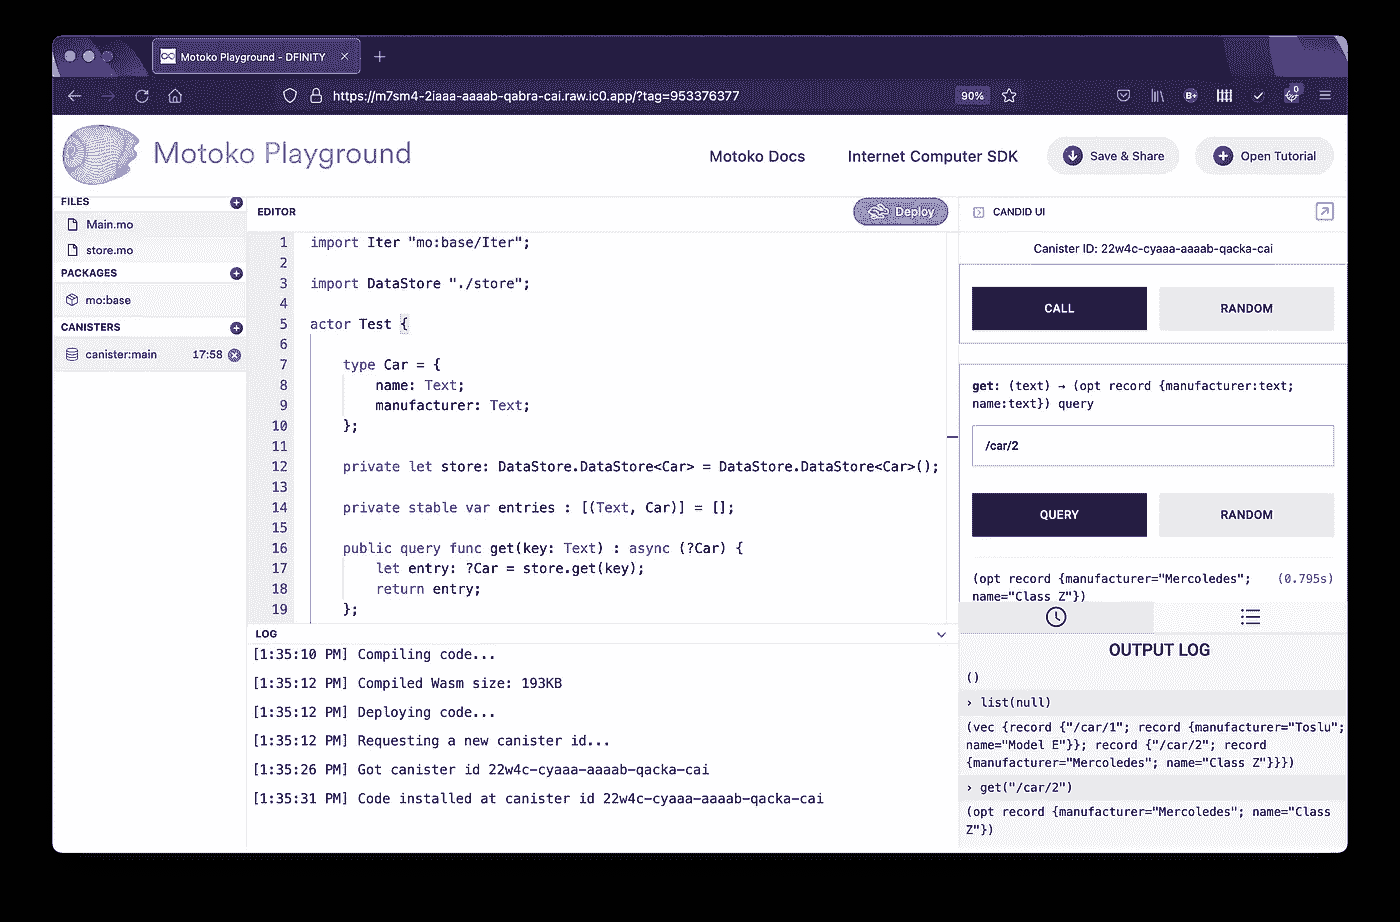 Motoko Playground - DFINITY
https://m7sm4-2iaaa-aaaab-qabra-cai.raw.ic0.app/?tag=953376377
90%
B+
0
Motoko Playground
Motoko Docs
Internet Computer SDK
Save & Share
Open Tutorial
FILES
Main.mo
store.mo
PACKAGES
mo:base
CANISTERS
canister:main 17:58
EDITOR
Deploy
1 import Iter "mo:base/Iter";
2
3 import DataStore "./store";
4
5 actor Test {
6
7 type Car = {
8 name: Text;
9 manufacturer: Text;
10 };
11
12 private let store: DataStore.DataStore<Car> = DataStore.DataStore<Car>();
13
14 private stable var entries : [(Text, Car)] = [];
15
16 public query func get(key: Text) : async (?Car) {
17 let entry: ?Car = store.get(key);
18 return entry;
19 };
LOG
[1:35:10 PM] Compiling code...
[1:35:12 PM] Compiled Wasm size: 193KB
[1:35:12 PM] Deploying code...
[1:35:12 PM] Requesting a new canister id...
[1:35:26 PM] Got canister id 22w4c-cyaaa-aaaab-qacka-cai
[1:35:31 PM] Code installed at canister id 22w4c-cyaaa-aaaab-qacka-cai
CANDID UI
Canister ID: 22w4c-cyaaa-aaaab-qacka-cai
CALL
RANDOM
get: (text) → (opt record {manufacturer:text;
name:text}) query
/car/2
QUERY
RANDOM
(opt record {manufacturer="Mercoledes"; (0.795s)
name="Class Z"})
OUTPUT LOG
()
› list(null)
(vec {record {"/car/1"; record {manufacturer="Toslu";
name="Model E"}}; record {"/car/2"; record
{manufacturer="Mercoledes"; name="Class Z"}}})
› get("/car/2")
(opt record {manufacturer="Mercoledes"; name="Class
Z"})